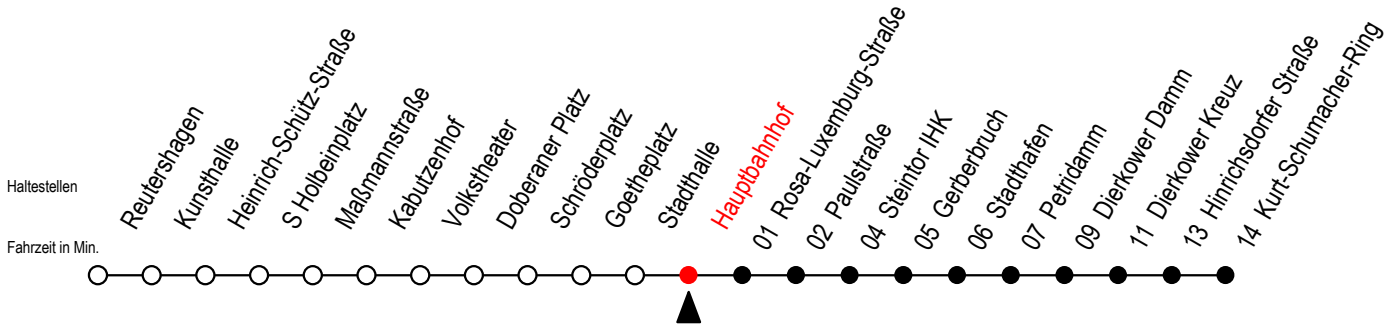 Haltestellen
Fahrzeit in Min.
Reutershagen
Kunsthalle
Heinrich-Schütz-Straße
S Holbeinplatz
Maßmannstraße
Kabutzenhof
Volkstheater
Doberaner Platz
Schröderplatz
Goetheplatz
Stadthalle
Hauptbahnhof
01 Rosa-Luxemburg-Straße
02 Paulstraße
04 Steintor IHK
05 Gerberbruch
06 Stadthafen
07 Petridamm
09 Dierkower Damm
11 Dierkower Kreuz
13 Hinrichsdorfer Straße
14 Kurt-Schumacher-Ring